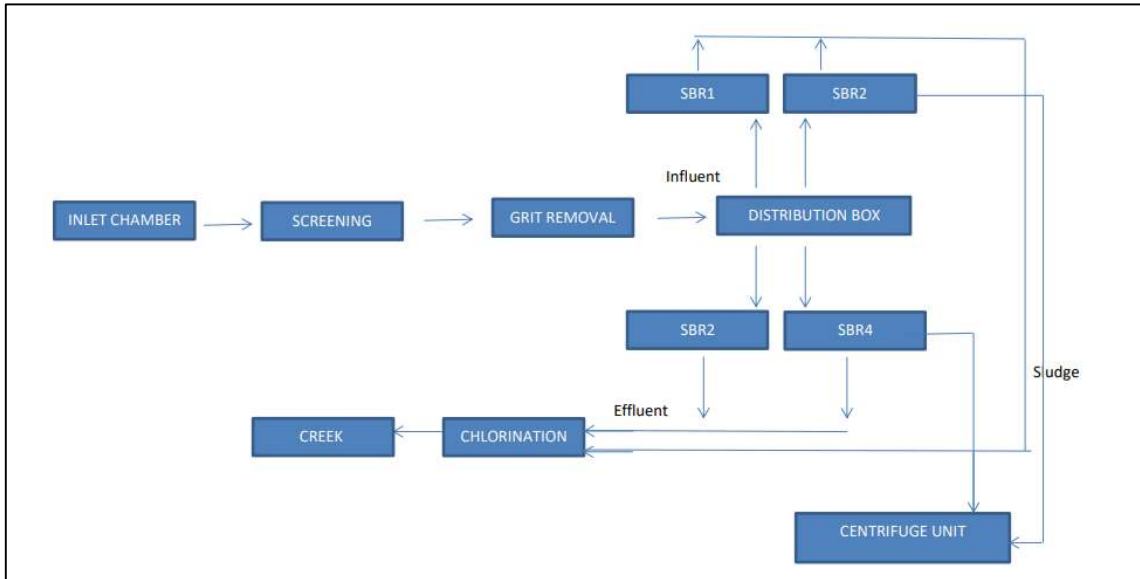 SBR1
SBR2
Influent
INLET CHAMBER
SCREENING
GRIT REMOVAL
DISTRIBUTION BOX
SBR2
SBR4
Sludge
Effluent
CREEK
CHLORINATION
CENTRIFUGE UNIT